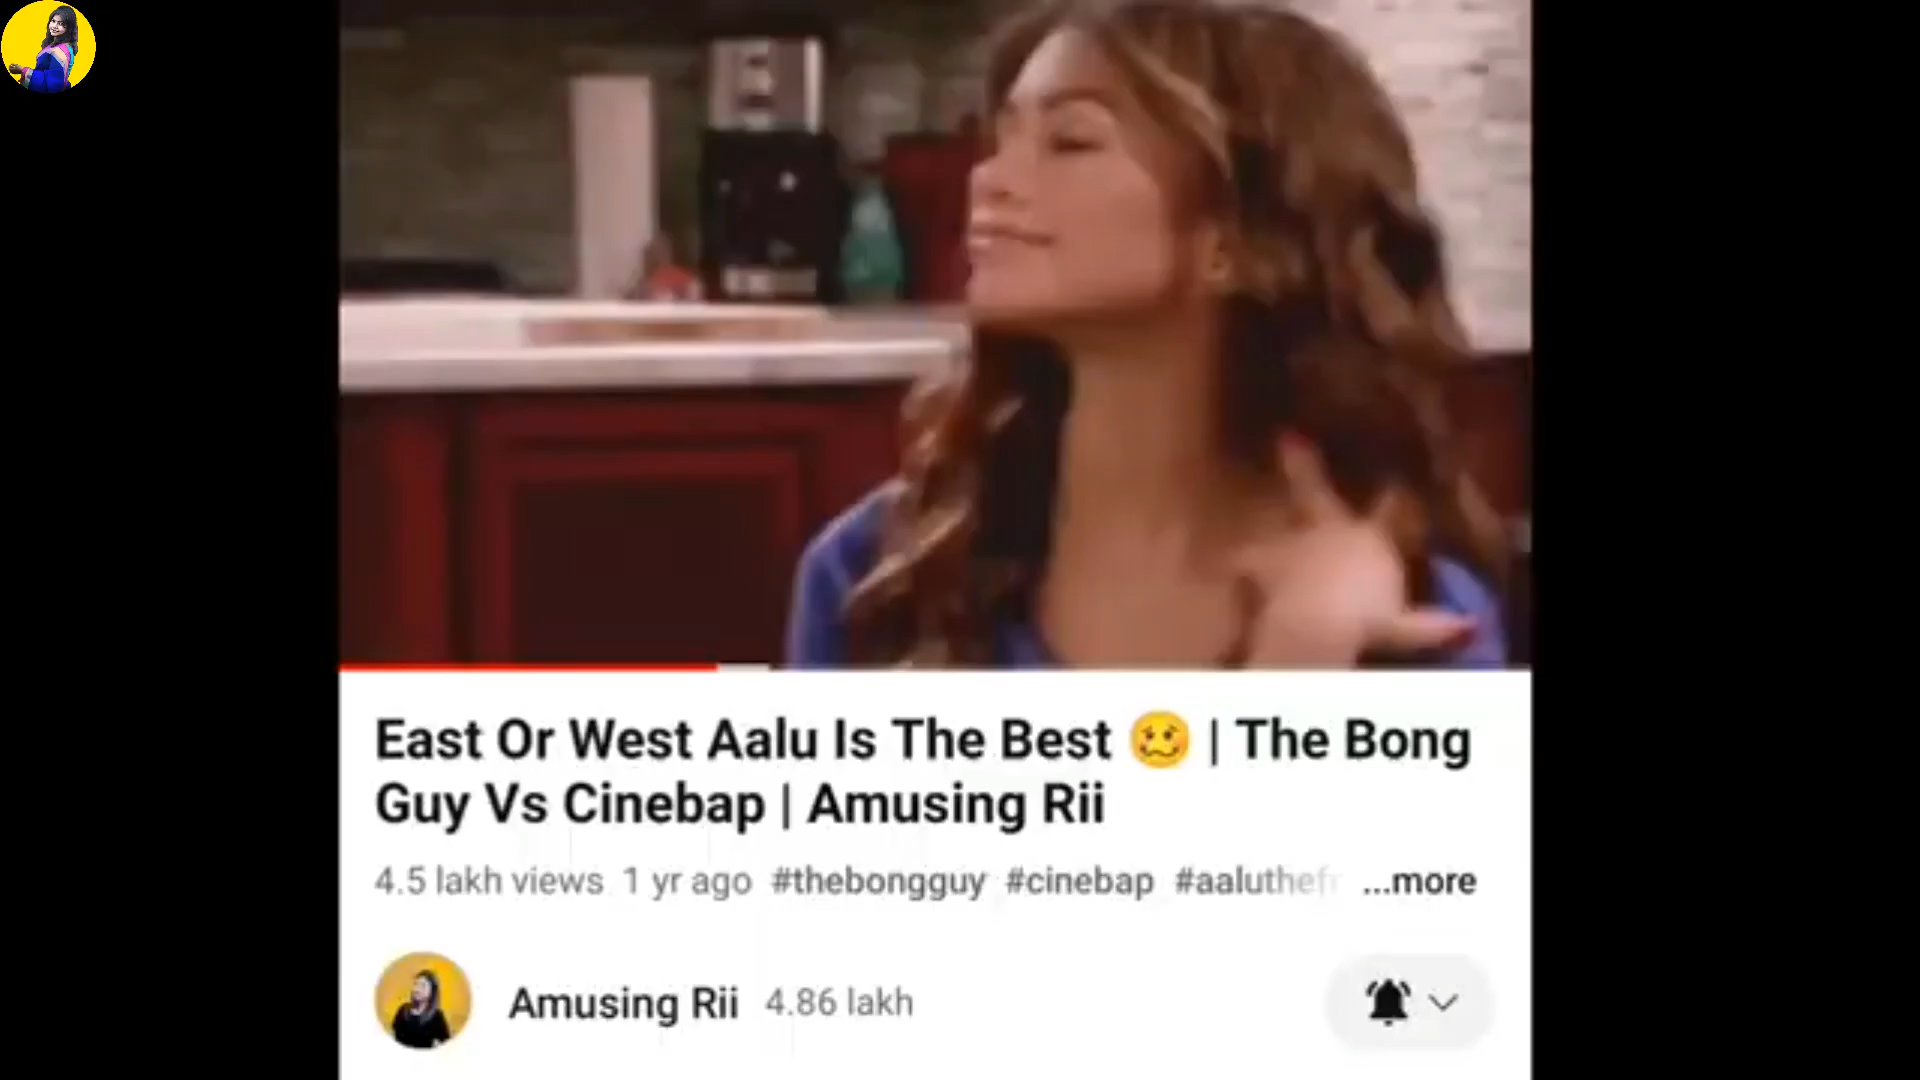 East Or West Aalu Is The Best 🥴 | The Bong
Guy Vs Cinebap | Amusing Rii
4.5 lakh views 1 yr ago #thebongguy #cinebap #aaluthef ...more
Amusing Rii 4.86 lakh